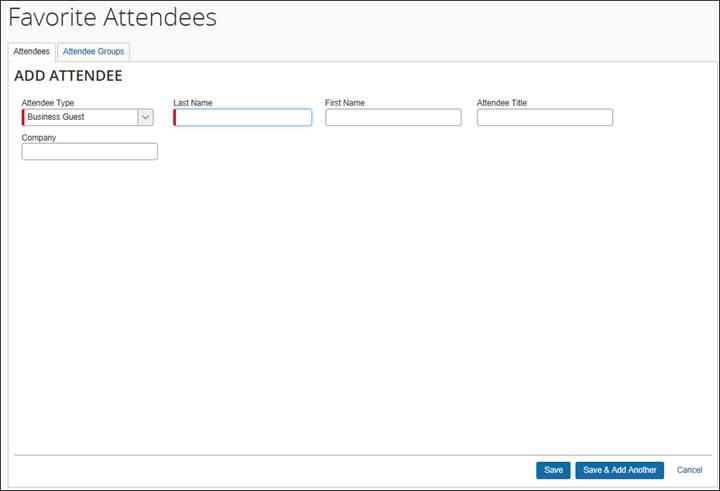 Favorite Attendees
Attendees Attendee Groups
ADD ATTENDEE
Attendee Type Last Name First Name Attendee Title
Business Guest
Company
Save Save & Add Another Cancel